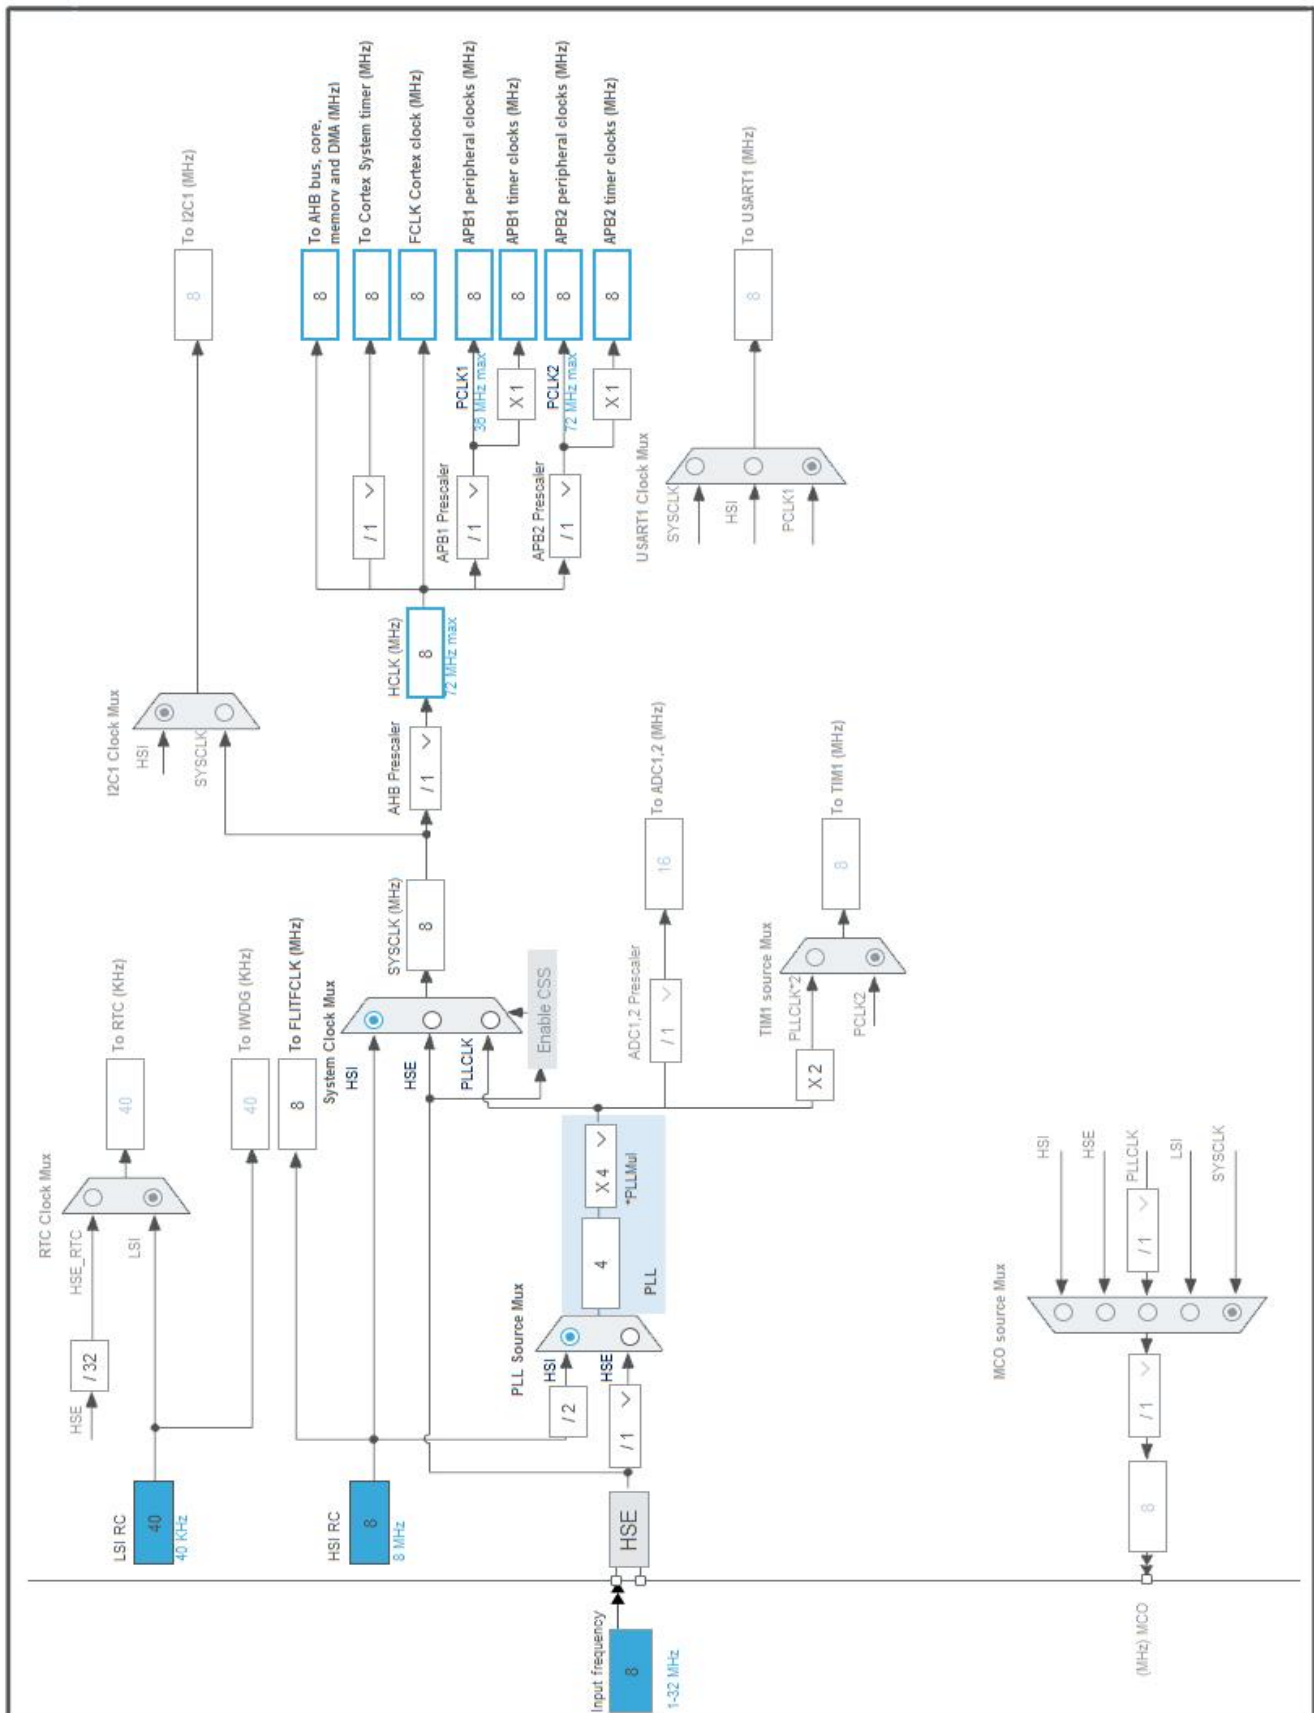 RTC Clock Mux
HSE
/ 32
HSE_RTC
To RTC (KHz)
40
LSI RC
40
40 KHz
LSI
40
To IWDG (KHz)
I2C1 Clock Mux
HSI
SYSCLK
8
To I2C1 (MHz)
8
To FLITFCLK (MHz)
System Clock Mux
HSI RC
8
8 MHz
HSI
HSE
PLLCLK
Enable CSS
SYSCLK (MHz)
8
AHB Prescaler
/ 1
HCLK (MHz)
8
72 MHz max
8
To AHB bus, core,
memory and DMA (MHz)
/ 1
8
To Cortex System timer (MHz)
8
FCLK Cortex clock (MHz)
APB1 Prescaler
/ 1
PCLK1
36 MHz max
8
APB1 peripheral clocks (MHz)
X 1
8
APB1 timer clocks (MHz)
APB2 Prescaler
/ 1
PCLK2
72 MHz max
8
APB2 peripheral clocks (MHz)
X 1
8
APB2 timer clocks (MHz)
Input frequency
8
1-32 MHz
HSE
PLL Source Mux
/ 2
HSI
/ 1
HSE
4
X 4
*PLLMul
PLL
ADC1,2 Prescaler
/ 1
16
To ADC1,2 (MHz)
TIM1 source Mux
X 2
PLLCLK*2
PCLK2
8
To TIM1 (MHz)
USART1 Clock Mux
SYSCLK
HSI
PCLK1
8
To USART1 (MHz)
MCO source Mux
(MHz) MCO
8
/ 1
/ 1
HSI
HSE
PLLCLK
LSI
SYSCLK